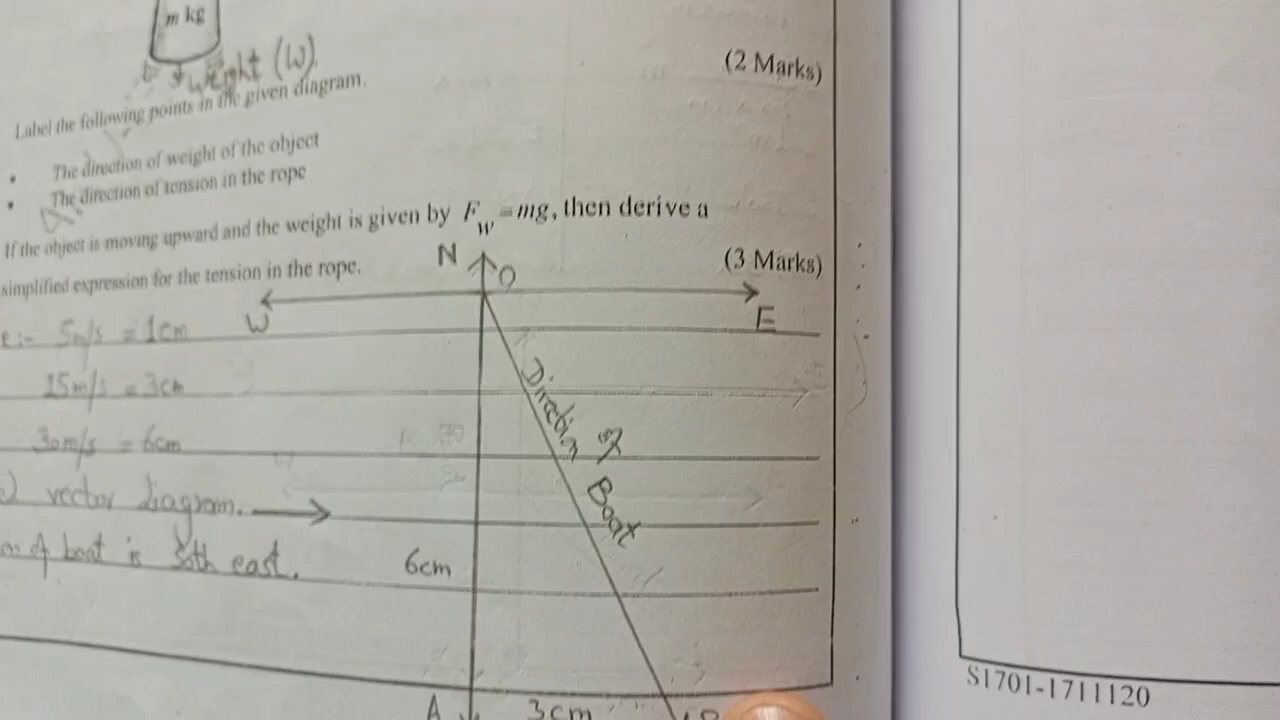 m kg
weight (W).
(2 Marks)
Label the following points in the given diagram.
• The direction of weight of the object
• The direction of tension in the rope
If the object is moving upward and the weight is given by F_W = mg, then derive a
simplified expression for the tension in the rope.
(3 Marks)
N
O
W
E
5m/s = 1cm
15m/s = 3cm
30m/s = 6cm
vector diagram.
of boat is South east.
Direction of Boat
6cm
A
3cm
B
S1701-1711120